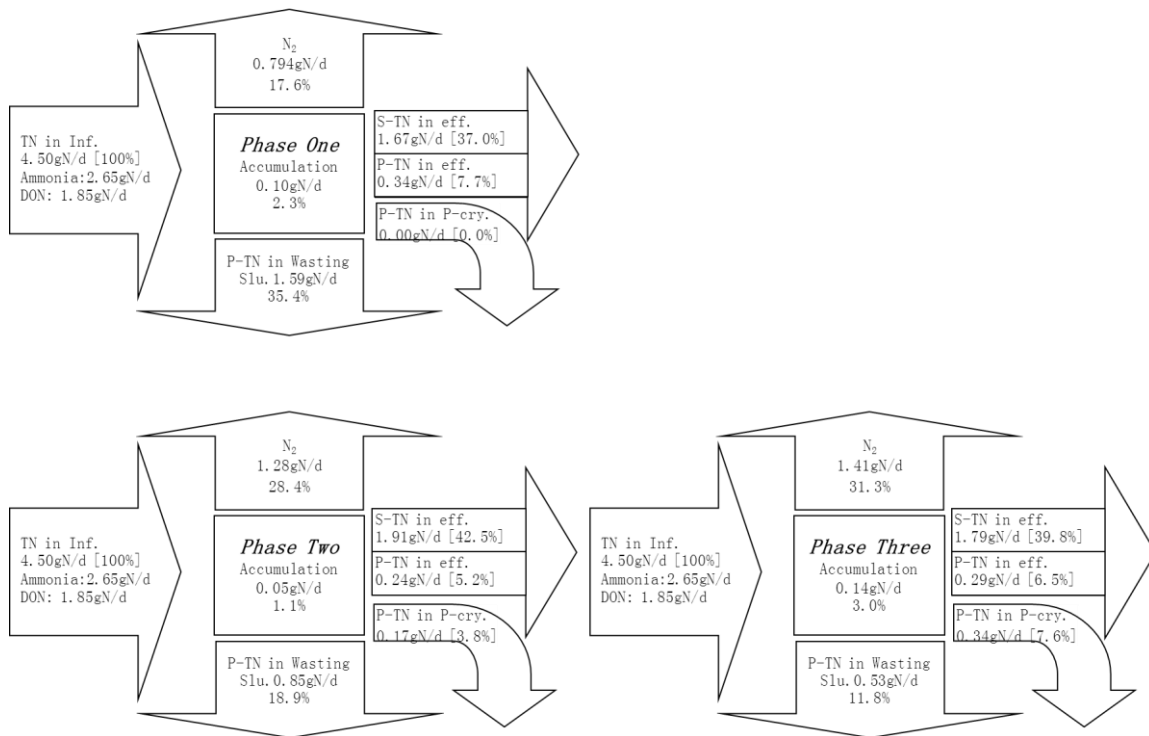 N₂
0.794gN/d
17.6%
TN in Inf.
4.50gN/d [100%]
Ammonia:2.65gN/d
DON: 1.85gN/d
Phase One
Accumulation
0.10gN/d
2.3%
S-TN in eff.
1.67gN/d [37.0%]
P-TN in eff.
0.34gN/d [7.7%]
P-TN in P-cry.
0.00gN/d [0.0%]
P-TN in Wasting
Slu.1.59gN/d
35.4%
N₂
1.28gN/d
28.4%
TN in Inf.
4.50gN/d [100%]
Ammonia:2.65gN/d
DON: 1.85gN/d
Phase Two
Accumulation
0.05gN/d
1.1%
S-TN in eff.
1.91gN/d [42.5%]
P-TN in eff.
0.24gN/d [5.2%]
P-TN in P-cry.
0.17gN/d [3.8%]
P-TN in Wasting
Slu.0.85gN/d
18.9%
N₂
1.41gN/d
31.3%
TN in Inf.
4.50gN/d [100%]
Ammonia:2.65gN/d
DON: 1.85gN/d
Phase Three
Accumulation
0.14gN/d
3.0%
S-TN in eff.
1.79gN/d [39.8%]
P-TN in eff.
0.29gN/d [6.5%]
P-TN in P-cry.
0.34gN/d [7.6%]
P-TN in Wasting
Slu.0.53gN/d
11.8%